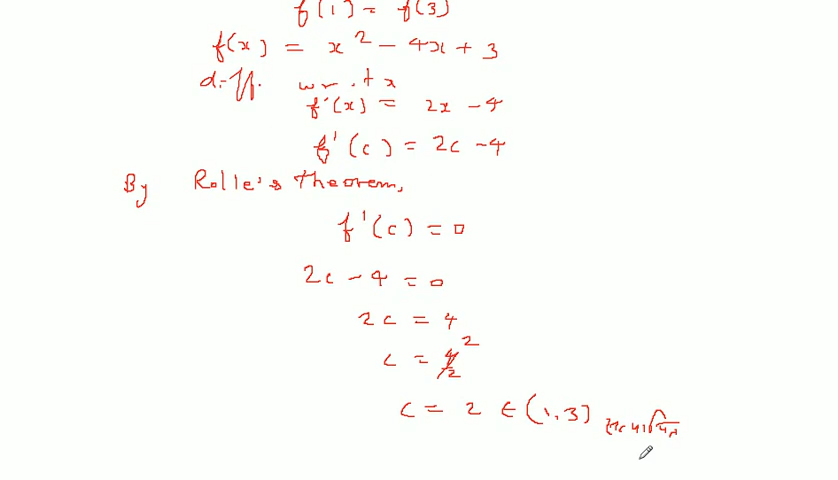 f(1) = f(3)
f(x) = x² - 4x + 3
diff. w.r.t x
f'(x) = 2x - 4
f'(c) = 2c - 4
By Rolle's Theorem,
f'(c) = 0
2c - 4 = 0
2c = 4
c = 4/2 2
c = 2 ∈ (1, 3)